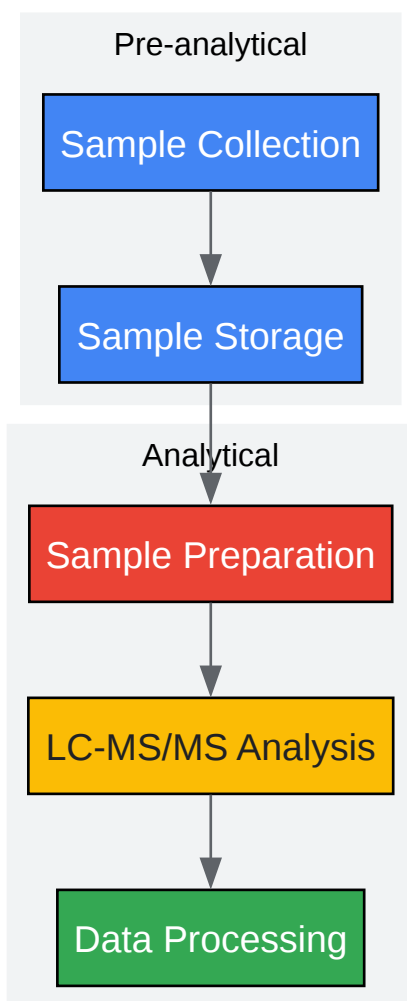 Pre-analytical
Sample Collection
Sample Storage
Analytical
Sample Preparation
LC-MS/MS Analysis
Data Processing